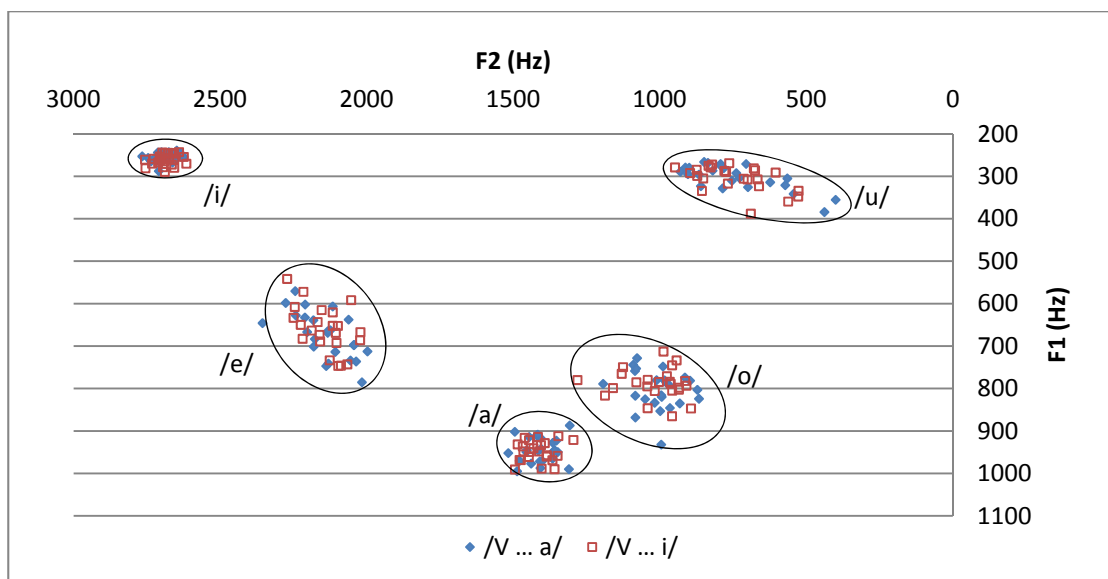 F2 (Hz)
3000 2500 2000 1500 1000 500 0
200
300
400
500
600
700
800
900
1000
1100
F1 (Hz)
/i/
/u/
/e/
/o/
/a/
/V ... a/ /V ... i/